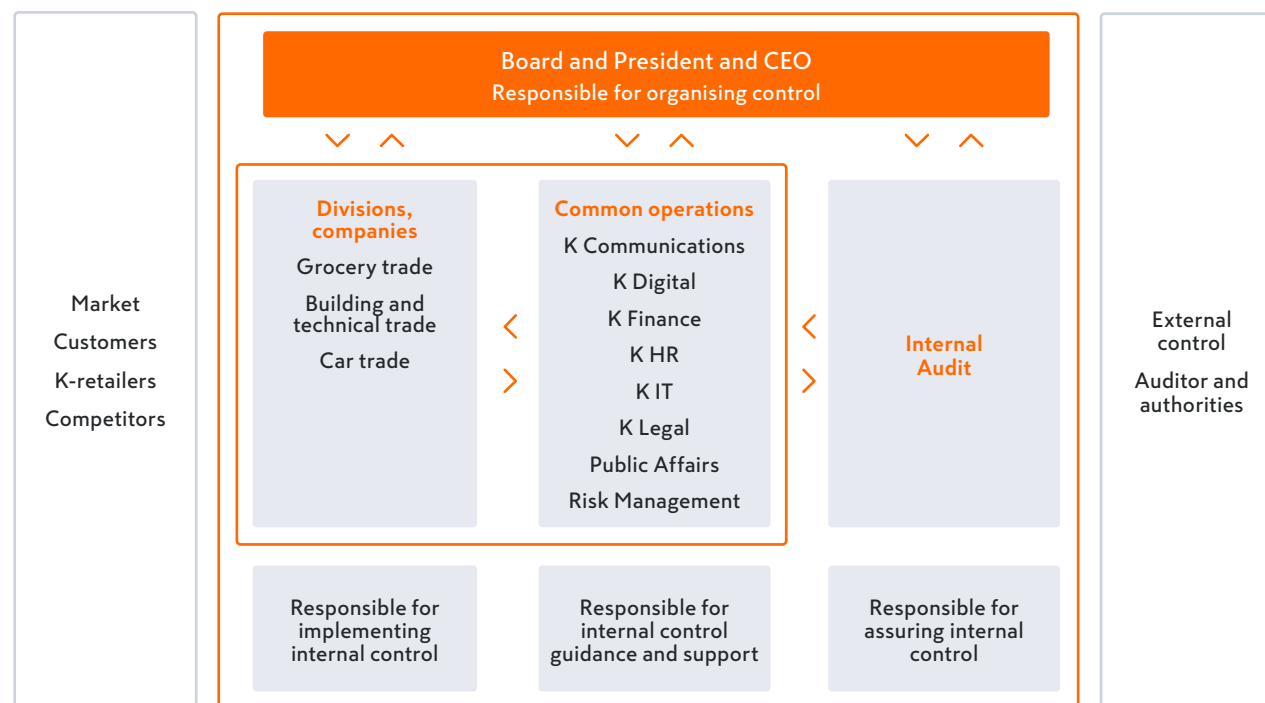 Board and President and CEO
Responsible for organising control
Market
Customers
K-retailers
Competitors
Divisions,
companies
Grocery trade
Building and
technical trade
Car trade
Common operations
K Communications
K Digital
K Finance
K HR
K IT
K Legal
Public Affairs
Risk Management
Internal
Audit
External
control
Auditor and
authorities
Responsible for
implementing
internal control
Responsible for
internal control
guidance and support
Responsible for
assuring internal
control